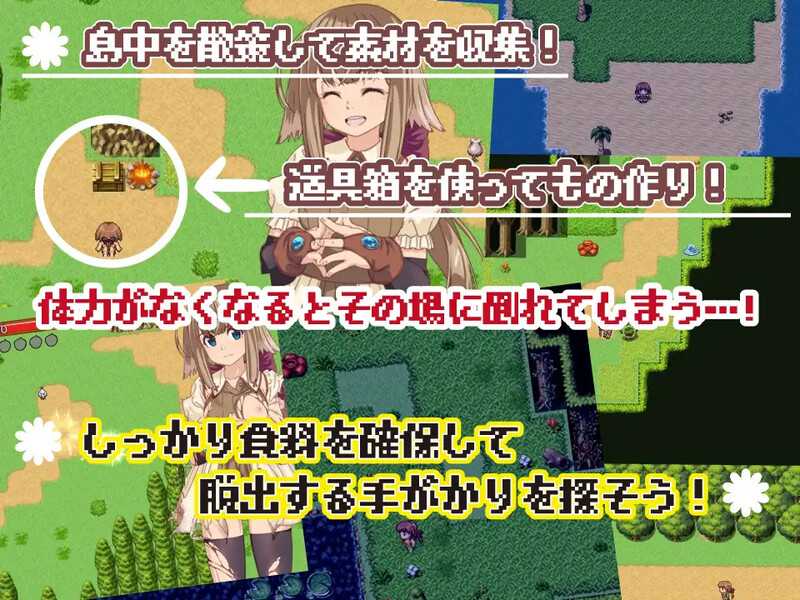 島中を散策して素材を収集！
道具箱を使ってもの作り！
体力がなくなるとその場に倒れてしまう…！
しっかり食料を確保して
脱出する手がかりを探そう！